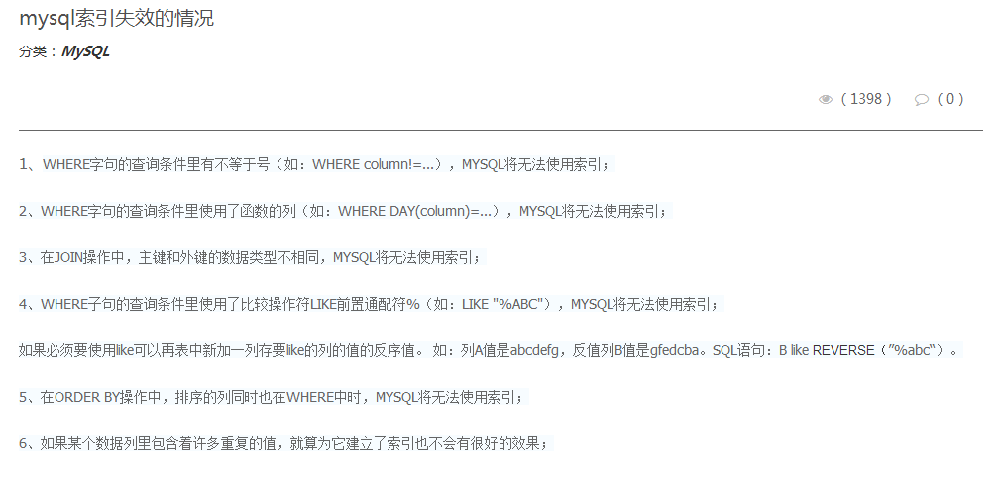 mysql索引失效的情况
分类：MySQL
( 1398 ) ( 0 )
1、WHERE字句的查询条件里有不等于号（如：WHERE column!=...），MYSQL将无法使用索引；
2、WHERE字句的查询条件里使用了函数的列（如：WHERE DAY(column)=...），MYSQL将无法使用索引；
3、在JOIN操作中，主键和外键的数据类型不相同，MYSQL将无法使用索引；
4、WHERE子句的查询条件里使用了比较操作符LIKE前置通配符%（如：LIKE "%ABC"），MYSQL将无法使用索引；
如果必须要使用like可以再表中新加一列存要like的列的值的反序值。 如：列A值是abcdefg，反值列B值是gfedcba。SQL语句：B like REVERSE（”%abc“）。
5、在ORDER BY操作中，排序的列同时也在WHERE中时，MYSQL将无法使用索引；
6、如果某个数据列里包含着许多重复的值，就算为它建立了索引也不会有很好的效果；